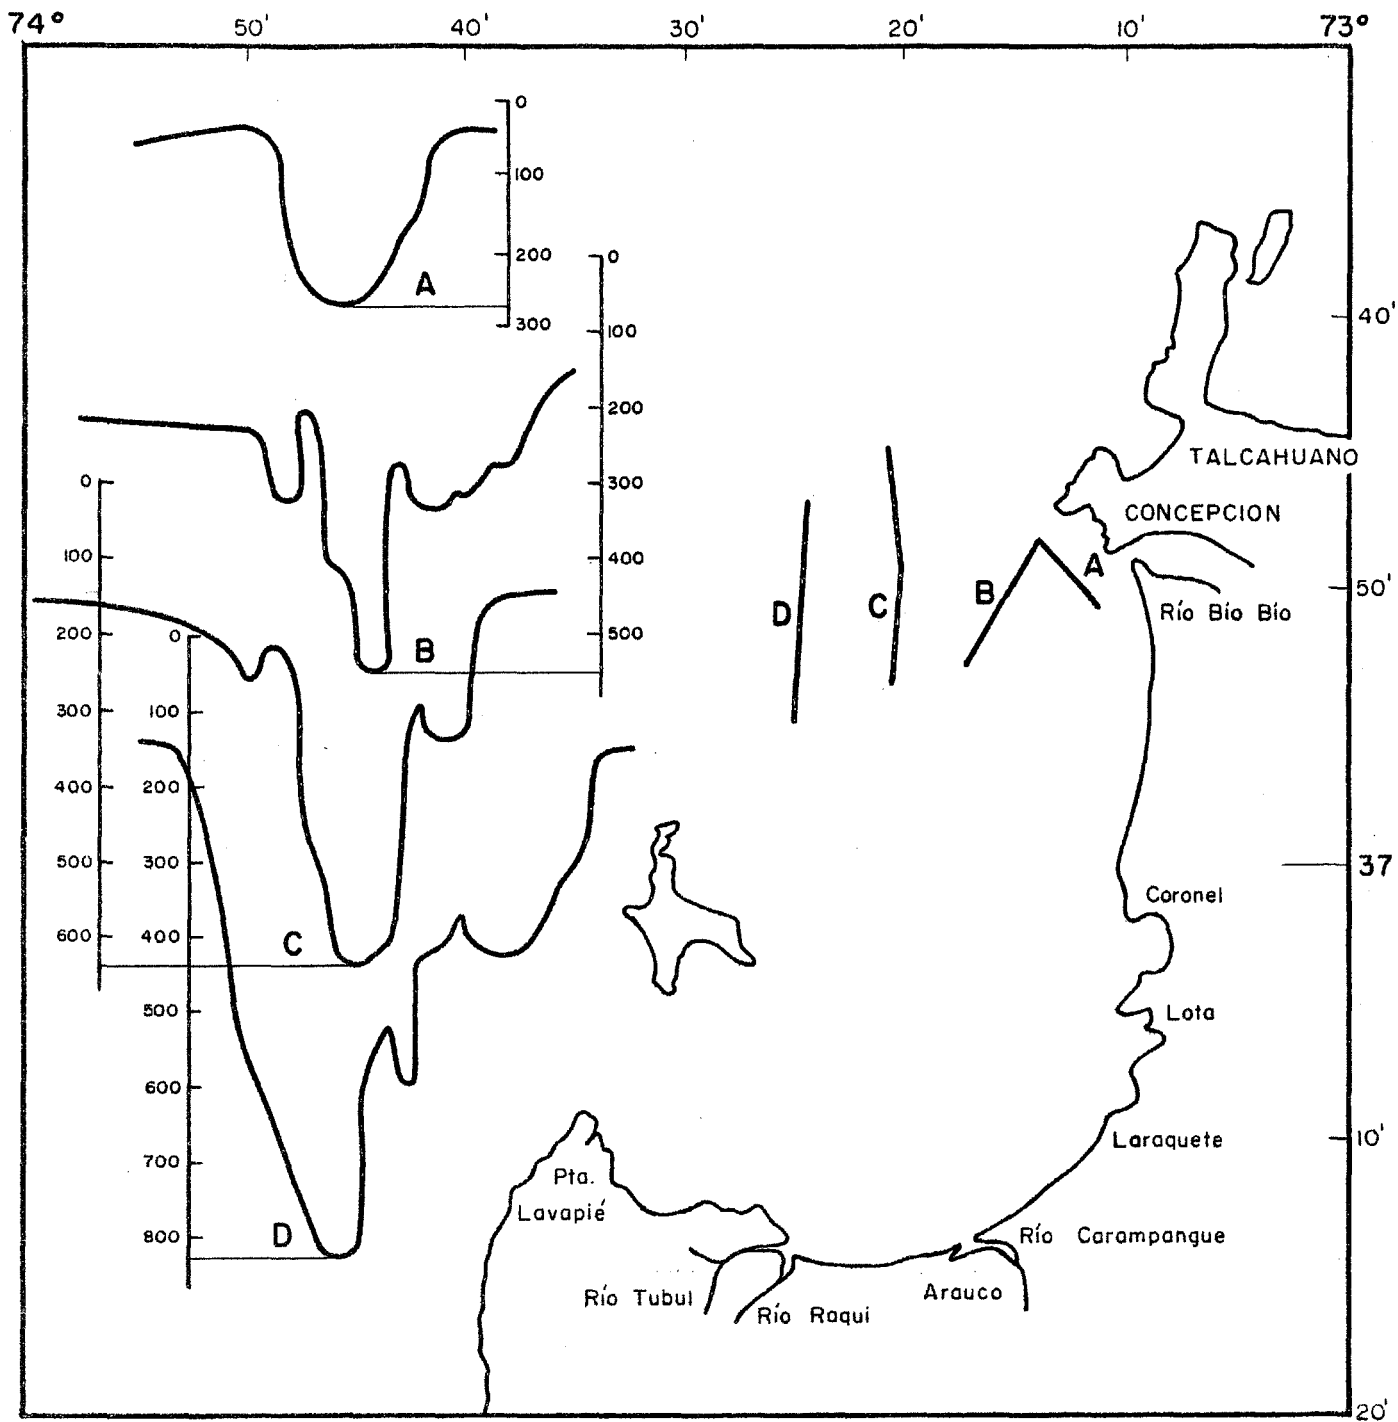 74° 50' 40' 30' 20' 10' 73°
0
100
200
300
A
0
100
200
300
400
500
B
0
100
200
300
400
500
600
C
0
100
200
300
400
500
600
700
800
D
40'
50'
37
10'
20'
TALCAHUANO
CONCEPCION
A
B
C
D
Río Bío Bío
Coronel
Lota
Laraquete
Pta.
Lavapié
Río Carampangue
Río Tubul
Río Raqui
Arauco